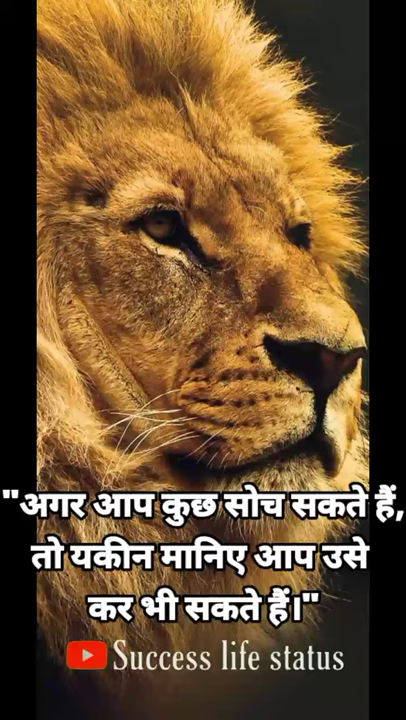 "अगर आप कुछ सोच सकते हैं,
तो यकीन मानिए आप उसे
कर भी सकते हैं।"
Success life status